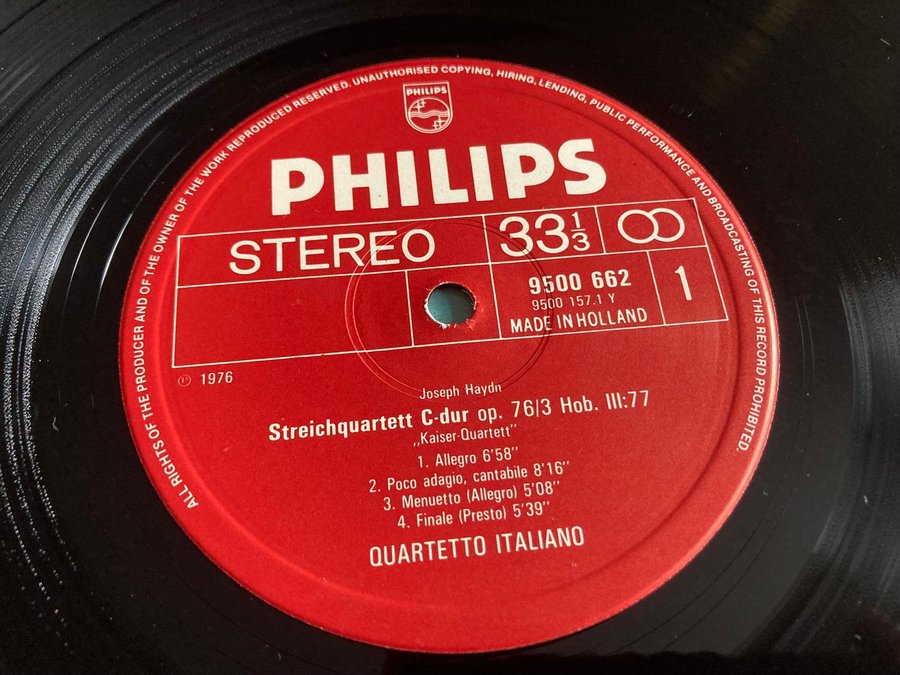 ALL RIGHTS OF THE PRODUCER AND OF THE OWNER OF THE WORK REPRODUCED RESERVED. UNAUTHORISED COPYING, HIRING, LENDING, PUBLIC PERFORMANCE AND BROADCASTING OF THIS RECORD PROHIBITED.
PHILIPS
PHILIPS
STEREO
33 1/3
9500 662
9500 157.1 Y
MADE IN HOLLAND
1
℗ 1976
Joseph Haydn
Streichquartett C-dur op. 76/3 Hob. III:77
„Kaiser-Quartett"
1. Allegro 6'58"
2. Poco adagio, cantabile 8'16"
3. Menuetto (Allegro) 5'08"
4. Finale (Presto) 5'39"
QUARTETTO ITALIANO